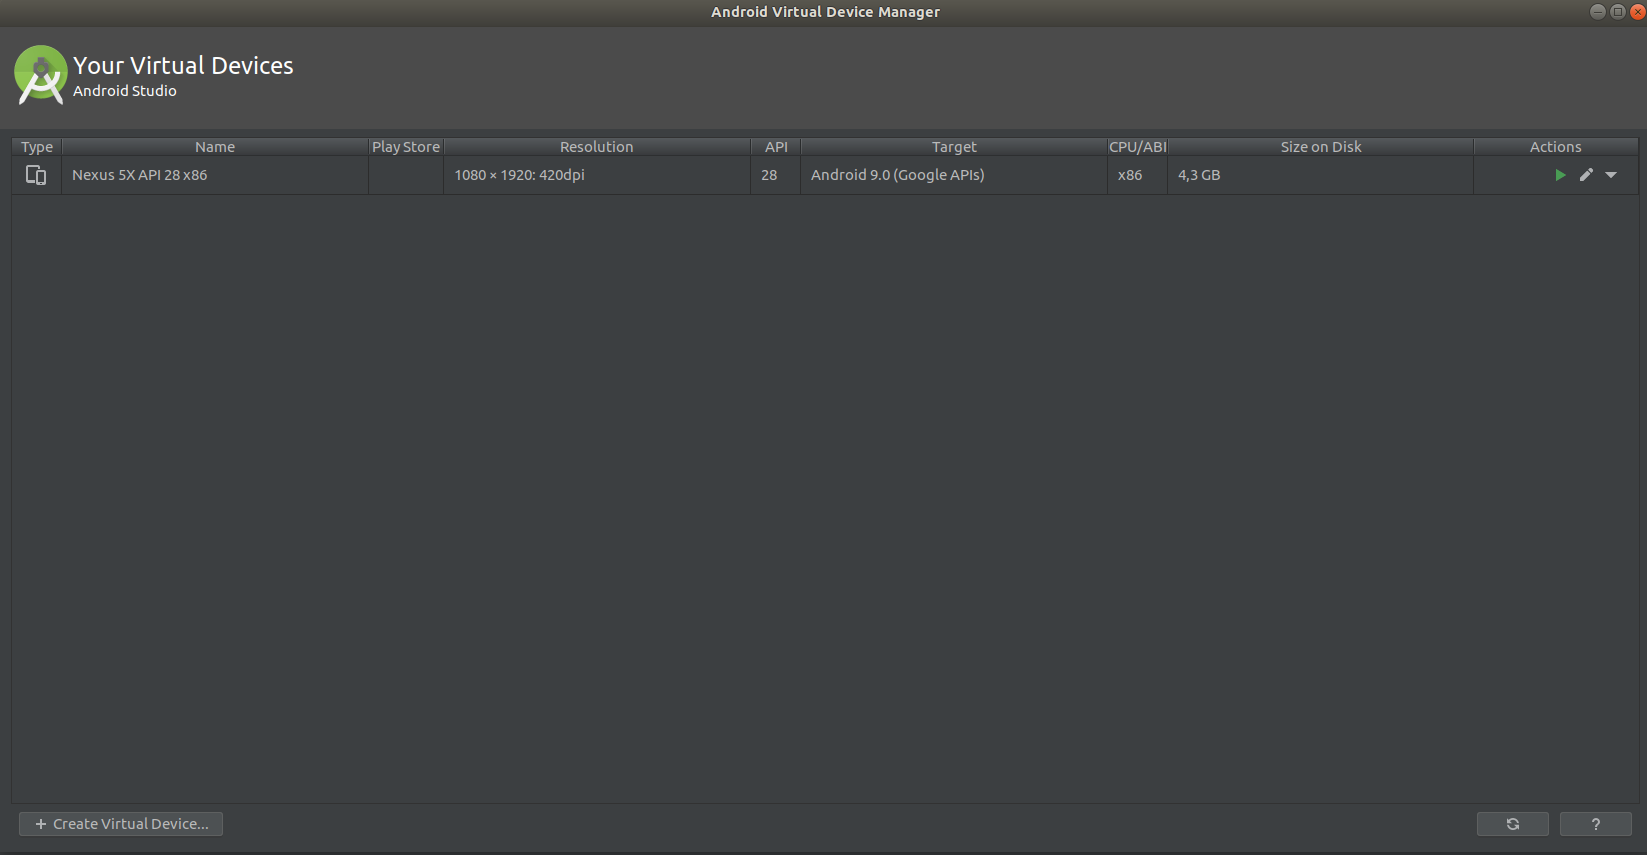 Android Virtual Device Manager
Your Virtual Devices
Android Studio
Type Name Play Store Resolution API Target CPU/ABI Size on Disk Actions
Nexus 5X API 28 x86 1080 × 1920: 420dpi 28 Android 9.0 (Google APIs) x86 4,3 GB
+ Create Virtual Device... ?